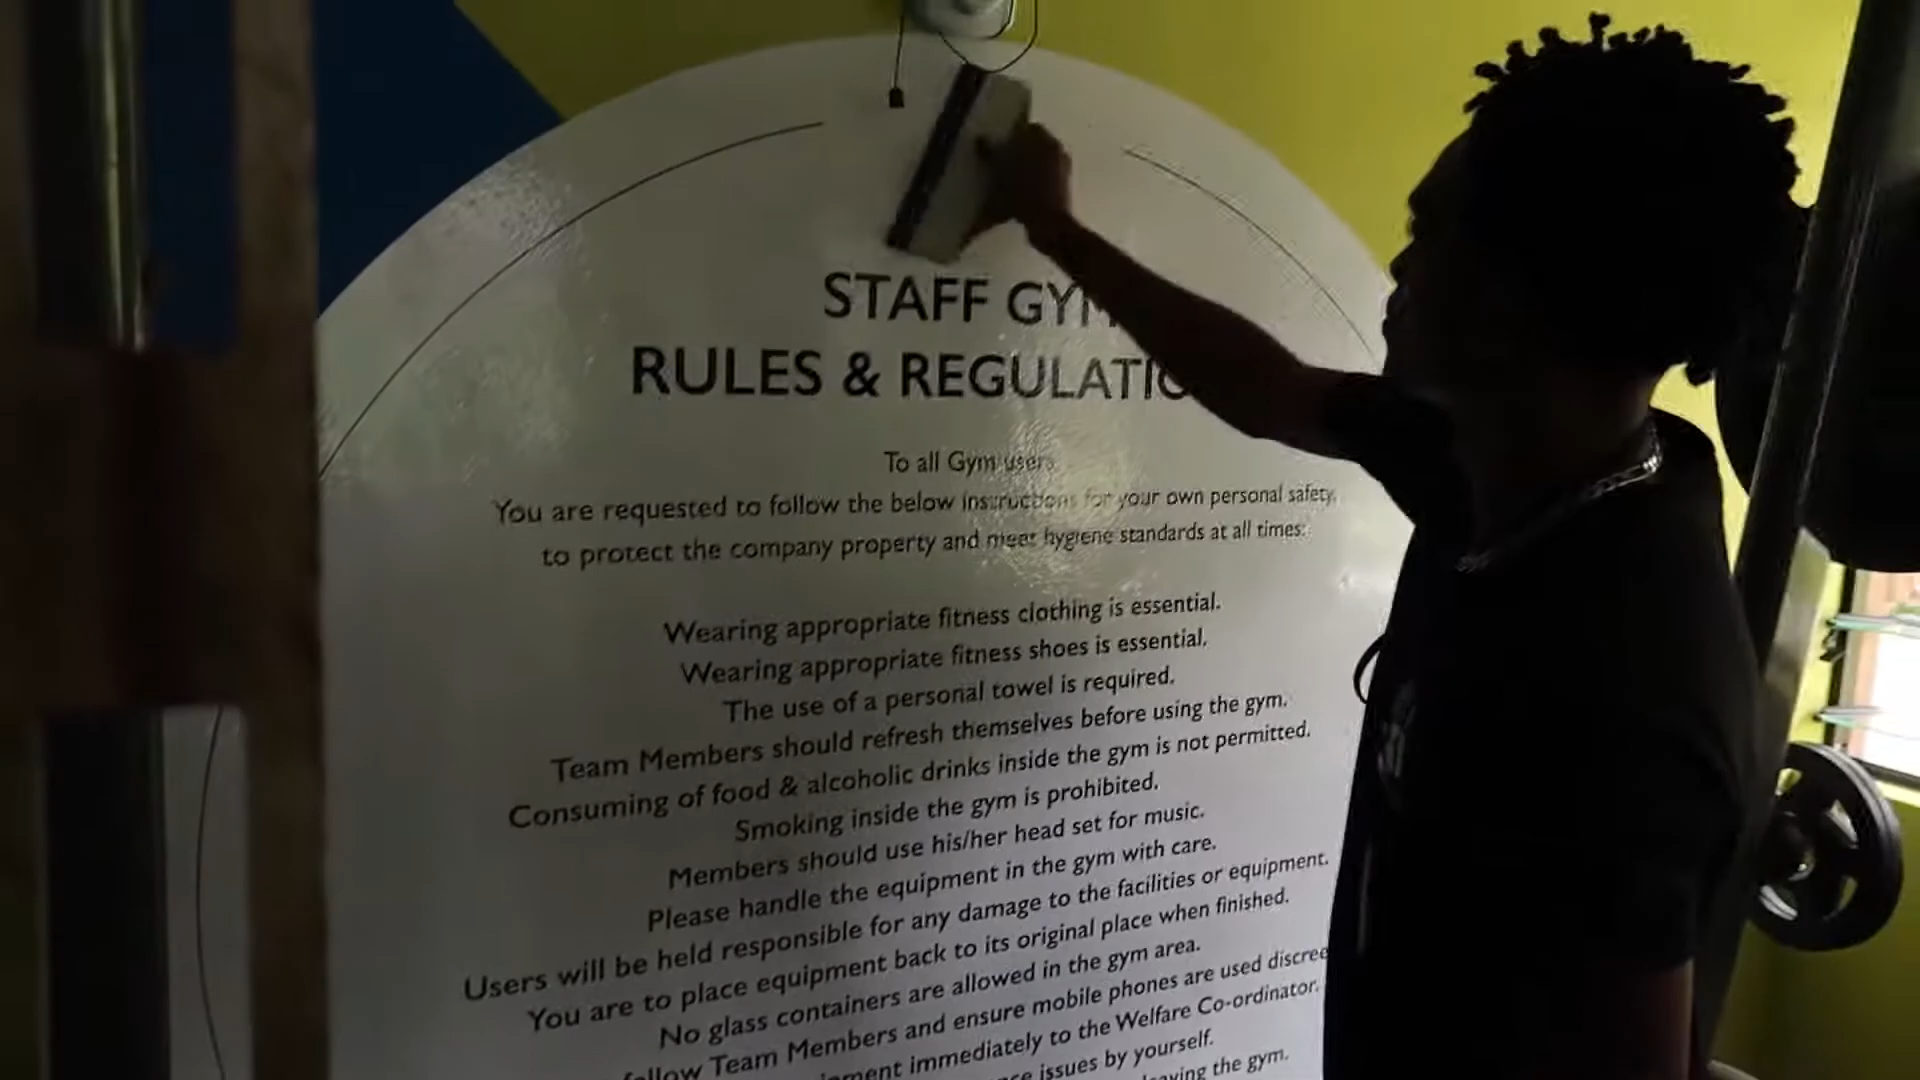 STAFF GYM
RULES & REGULATIO
To all Gym users
You are requested to follow the below instructions for your own personal safety,
to protect the company property and meet hygiene standards at all times:
Wearing appropriate fitness clothing is essential.
Wearing appropriate fitness shoes is essential.
The use of a personal towel is required.
Team Members should refresh themselves before using the gym.
Consuming of food & alcoholic drinks inside the gym is not permitted.
Smoking inside the gym is prohibited.
Members should use his/her head set for music.
Please handle the equipment in the gym with care.
Users will be held responsible for any damage to the facilities or equipment.
You are to place equipment back to its original place when finished.
No glass containers are allowed in the gym area.
Team Members and ensure mobile phones are used
immediately to the Welfare Co-ordinator.
issues by yourself.
the gym.